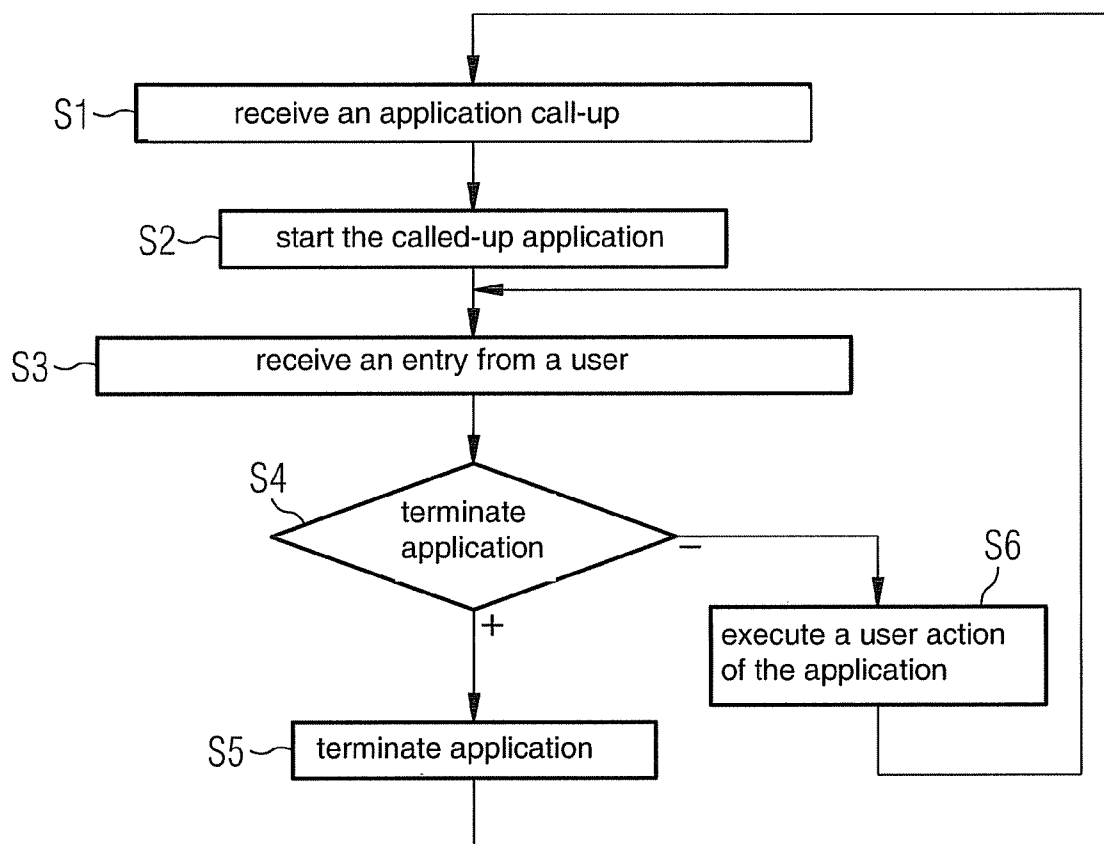 S1
receive an application call-up
S2
start the called-up application
S3
receive an entry from a user
S4
terminate
application
–
S6
+
execute a user action
of the application
S5
terminate application